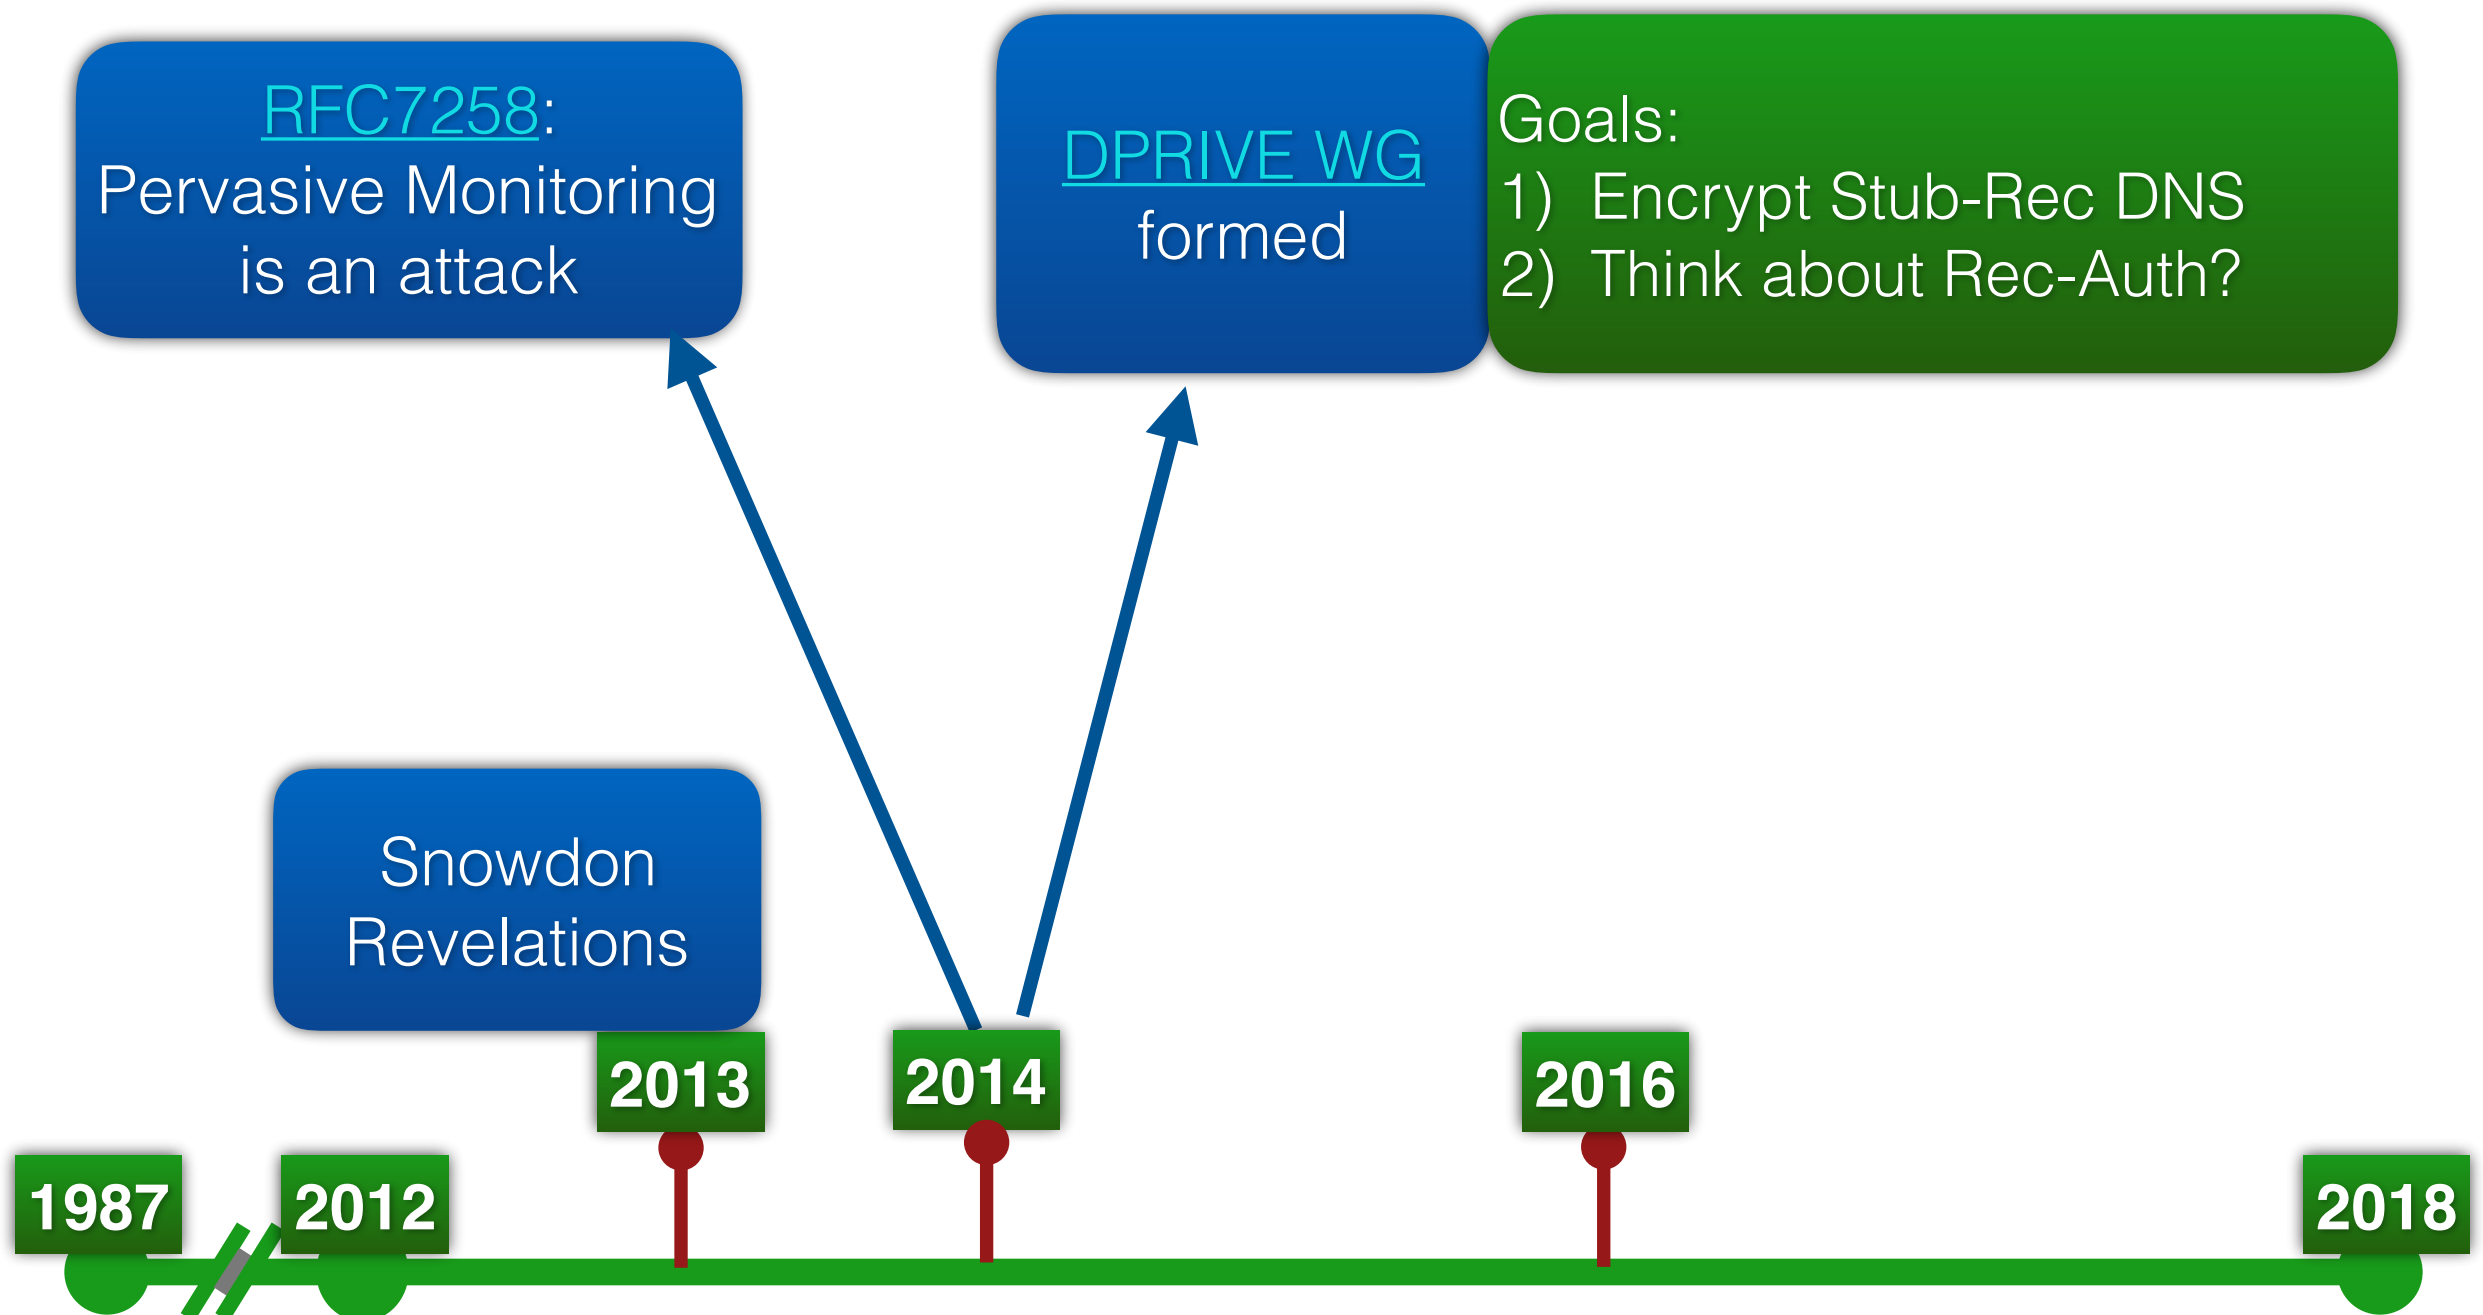 RFC7258:
Pervasive Monitoring
is an attack
DPRIVE WG
formed
Goals:
1) Encrypt Stub-Rec DNS
2) Think about Rec-Auth?
Snowdon
Revelations
2013
2014
2016
1987
2012
2018